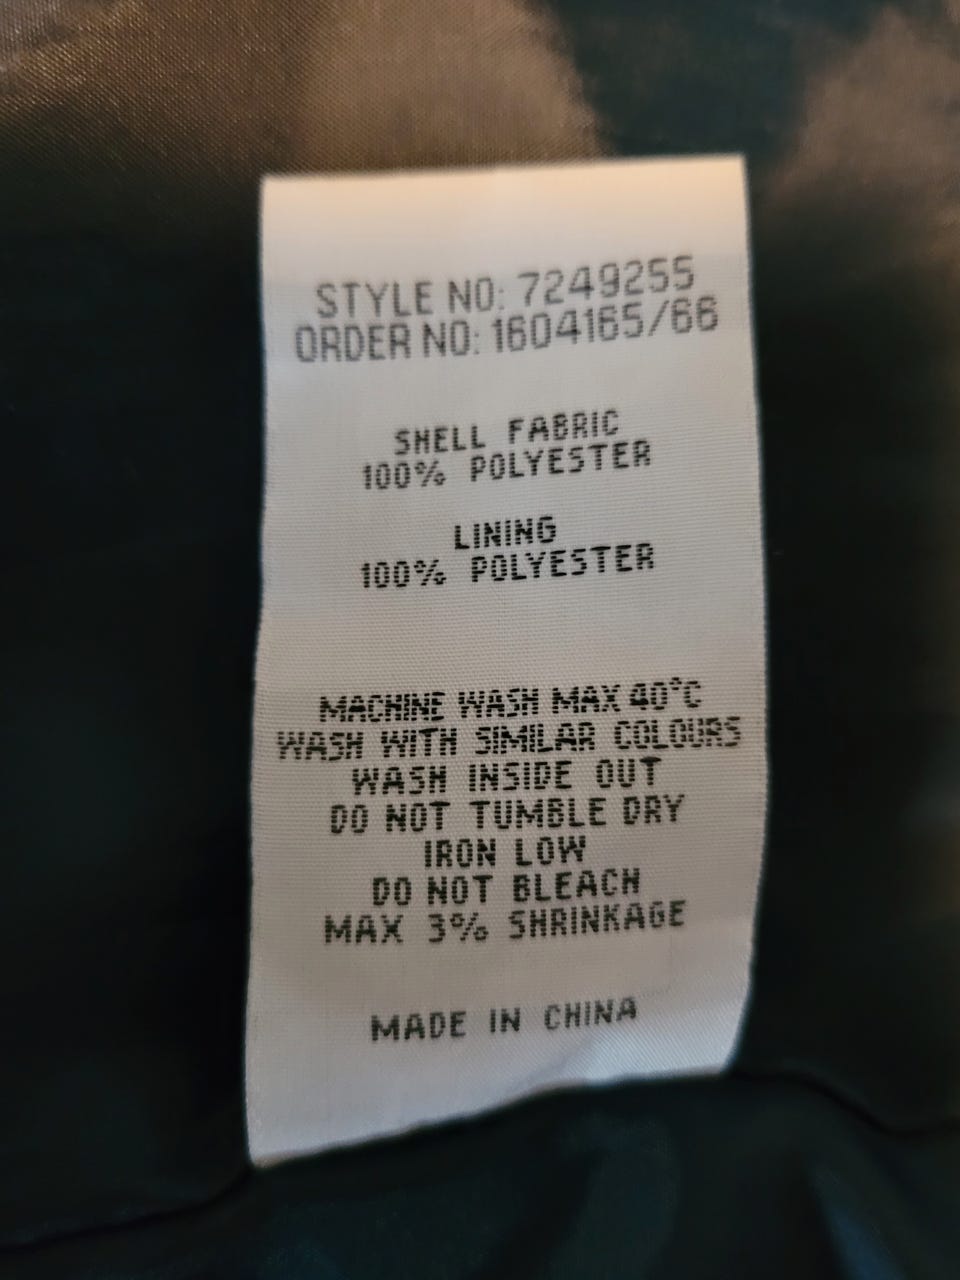 STYLE NO: 7249255
ORDER NO: 1604165/66
SHELL FABRIC
100% POLYESTER
LINING
100% POLYESTER
MACHINE WASH MAX 40°C
WASH WITH SIMILAR COLOURS
WASH INSIDE OUT
DO NOT TUMBLE DRY
IRON LOW
DO NOT BLEACH
MAX 3% SHRINKAGE
MADE IN CHINA